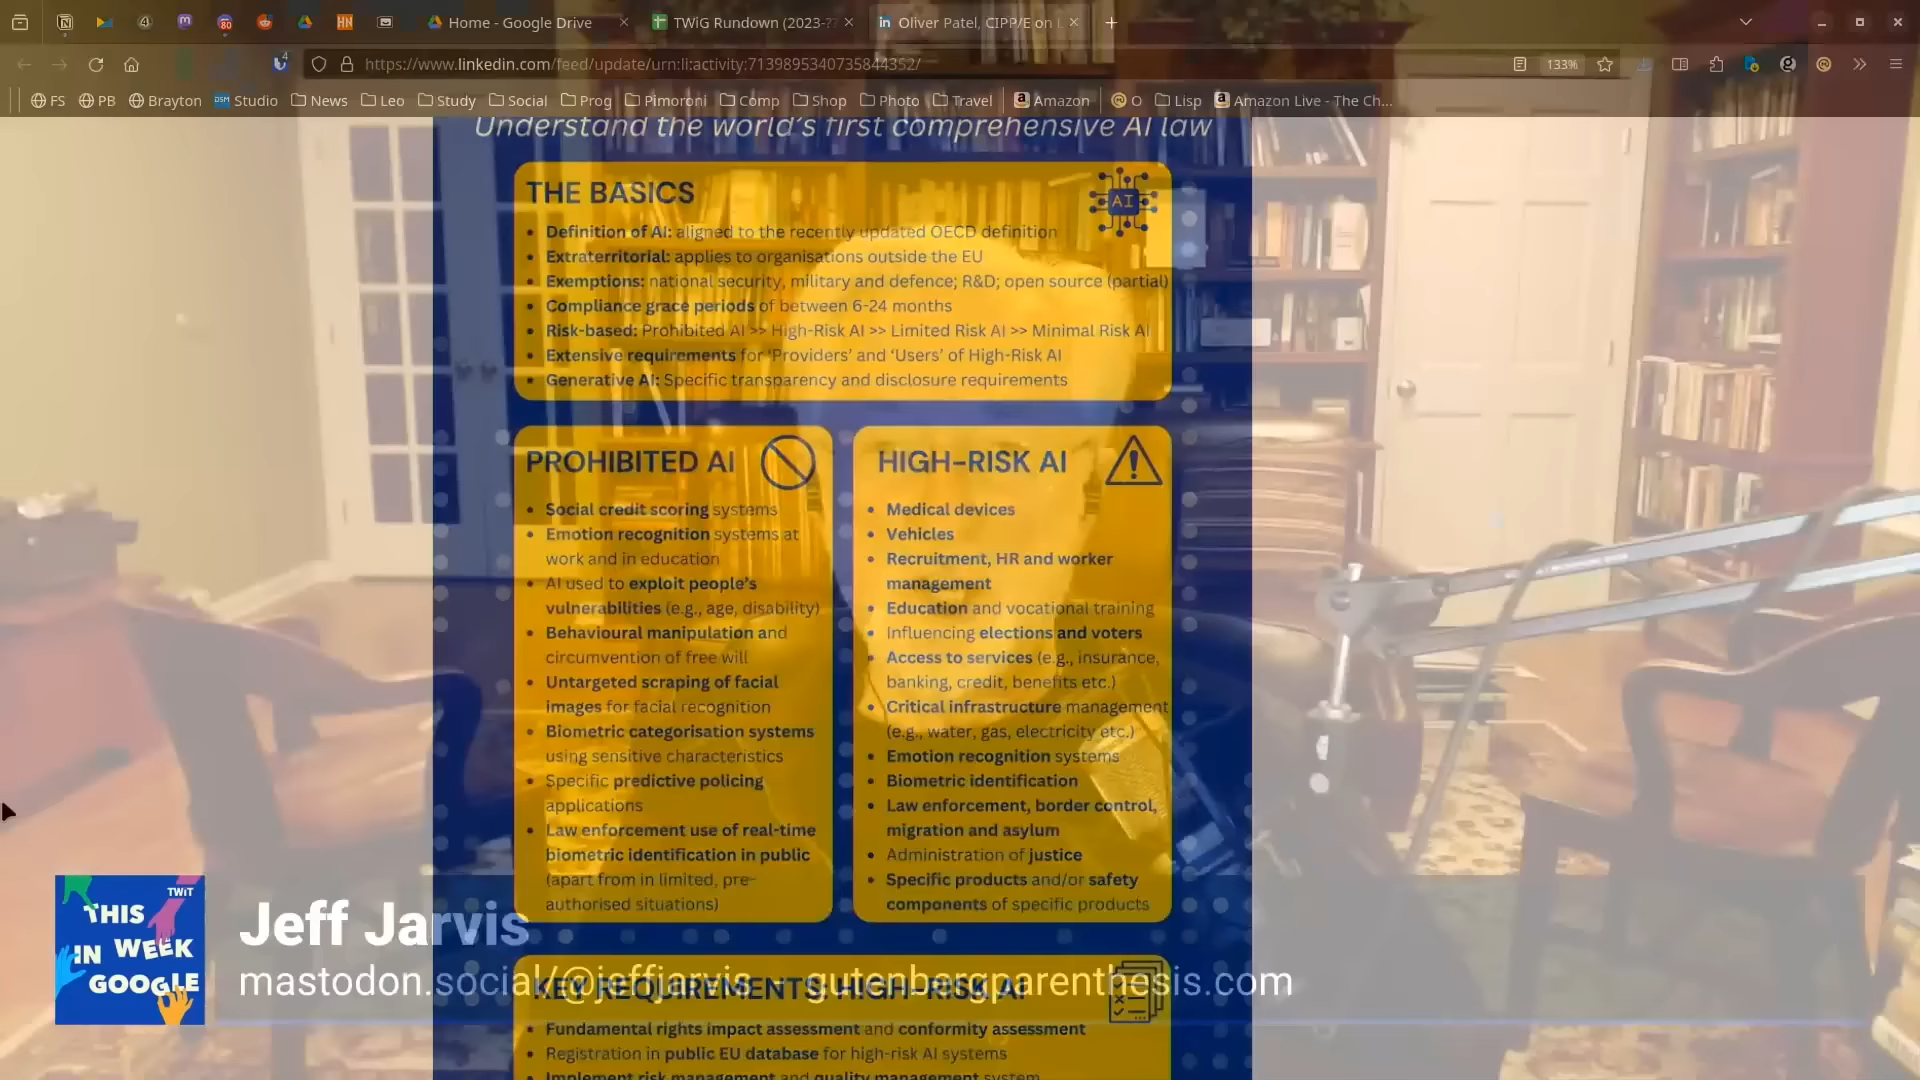 Home - Google Drive
TWiG Rundown (2023-??
Oliver Patel, CIPP/E on
https://www.linkedin.com/feed/update/urn:li:activity:7139895340735844352/
133%
FS PB Brayton Studio News Leo Study Social Prog Pimoroni Comp Shop Photo Travel Amazon O Lisp Amazon Live - The Ch...
Understand the world's first comprehensive AI law
THE BASICS
AI
• Definition of AI: aligned to the recently updated OECD definition
• Extraterritorial: applies to organisations outside the EU
• Exemptions: national security, military and defence; R&D; open source (partial)
• Compliance grace periods of between 6-24 months
• Risk-based: Prohibited AI >> High-Risk AI >> Limited Risk AI >> Minimal Risk AI
• Extensive requirements for 'Providers' and 'Users' of High-Risk AI
• Generative AI: Specific transparency and disclosure requirements
PROHIBITED AI
• Social credit scoring systems
• Emotion recognition systems at
work and in education
• AI used to exploit people's
vulnerabilities (e.g., age, disability)
• Behavioural manipulation and
circumvention of free will
• Untargeted scraping of facial
images for facial recognition
• Biometric categorisation systems
using sensitive characteristics
• Specific predictive policing
applications
• Law enforcement use of real-time
biometric identification in public
(apart from in limited, pre-
authorised situations)
HIGH-RISK AI
• Medical devices
• Vehicles
• Recruitment, HR and worker
management
• Education and vocational training
• Influencing elections and voters
• Access to services (e.g., insurance,
banking, credit, benefits etc.)
• Critical infrastructure management
(e.g., water, gas, electricity etc.)
• Emotion recognition systems
• Biometric identification
• Law enforcement, border control,
migration and asylum
• Administration of justice
• Specific products and/or safety
components of specific products
KEY REQUIREMENTS: HIGH-RISK AI
• Fundamental rights impact assessment and conformity assessment
• Registration in public EU database for high-risk AI systems
• Implement risk management and quality management system
TWiT
THIS
IN WEEK
GOOGLE
Jeff Jarvis
mastodon.social/@jeffjarvis - gutenbergparenthesis.com